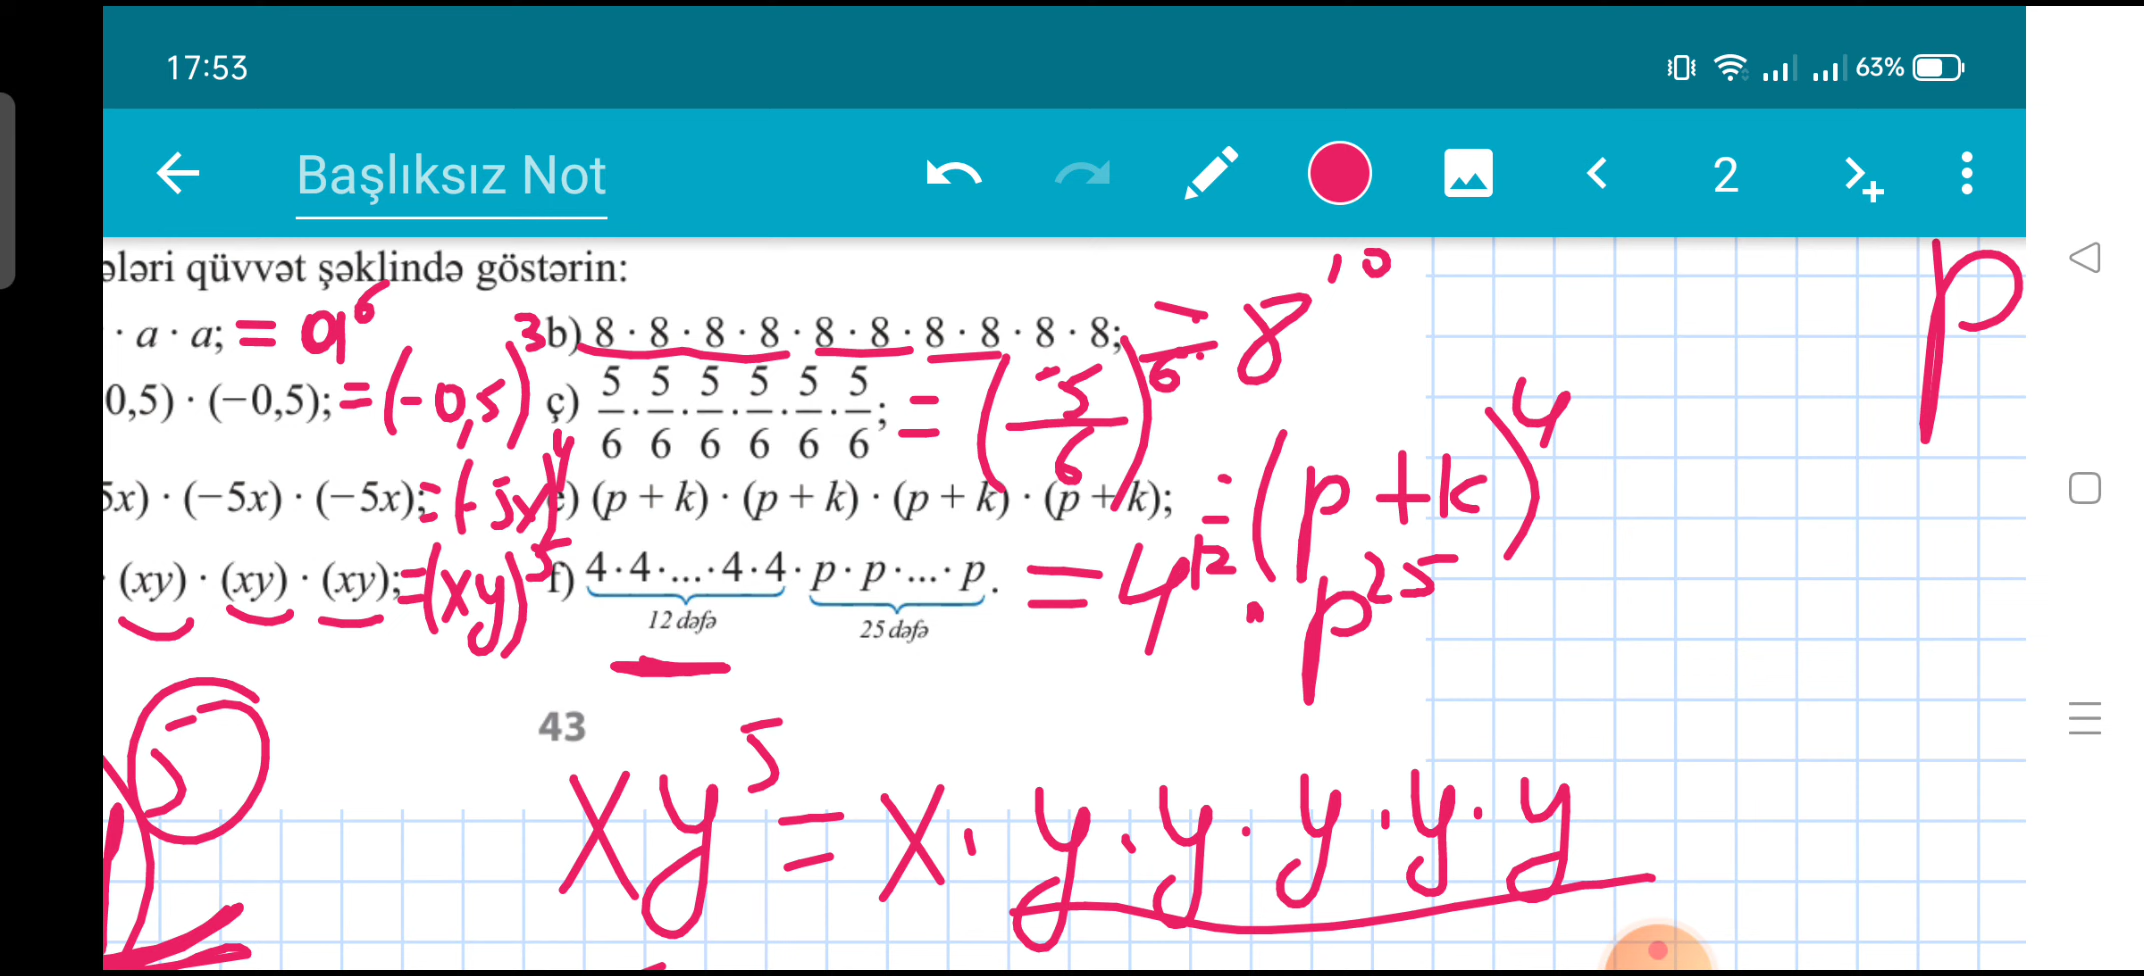 17:53 63%
Başlıksız Not 2
ələri qüvvət şəklində göstərin:
· a · a; = a⁶ b) 8 · 8 · 8 · 8 · 8 · 8 · 8 · 8 · 8 · 8; = 8¹⁰
0,5) · (−0,5); = (-0,5)³ ç) 5/6 · 5/6 · 5/6 · 5/6 · 5/6 · 5/6; = (5/6)⁶
5x) · (−5x) · (−5x); = (-5x)⁴ e) (p + k) · (p + k) · (p + k) · (p + k); = (p+k)⁴
· (xy) · (xy) · (xy); = (xy)⁵ f) 4 · 4 · ... · 4 · 4 · p · p · ... · p. = 4¹² · p²⁵
12 dəfə 25 dəfə
43
xy⁵ = x · y · y · y · y · y
p